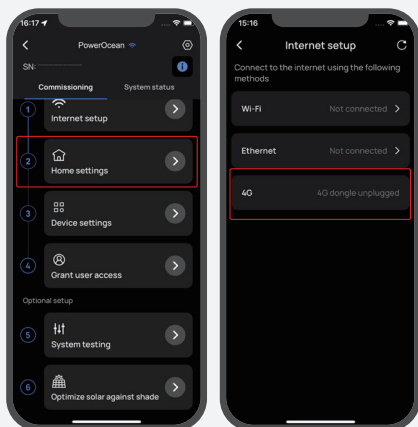 16:17
PowerOcean
SN:
Commissioning
System status
1
Internet setup
2
Home settings
3
Device settings
4
Grant user access
Optional setup
5
System testing
6
Optimize solar against shade
15:16
Internet setup
Connect to the internet using the following
methods
Wi-Fi
Not connected
Ethernet
Not connected
4G
4G dongle unplugged